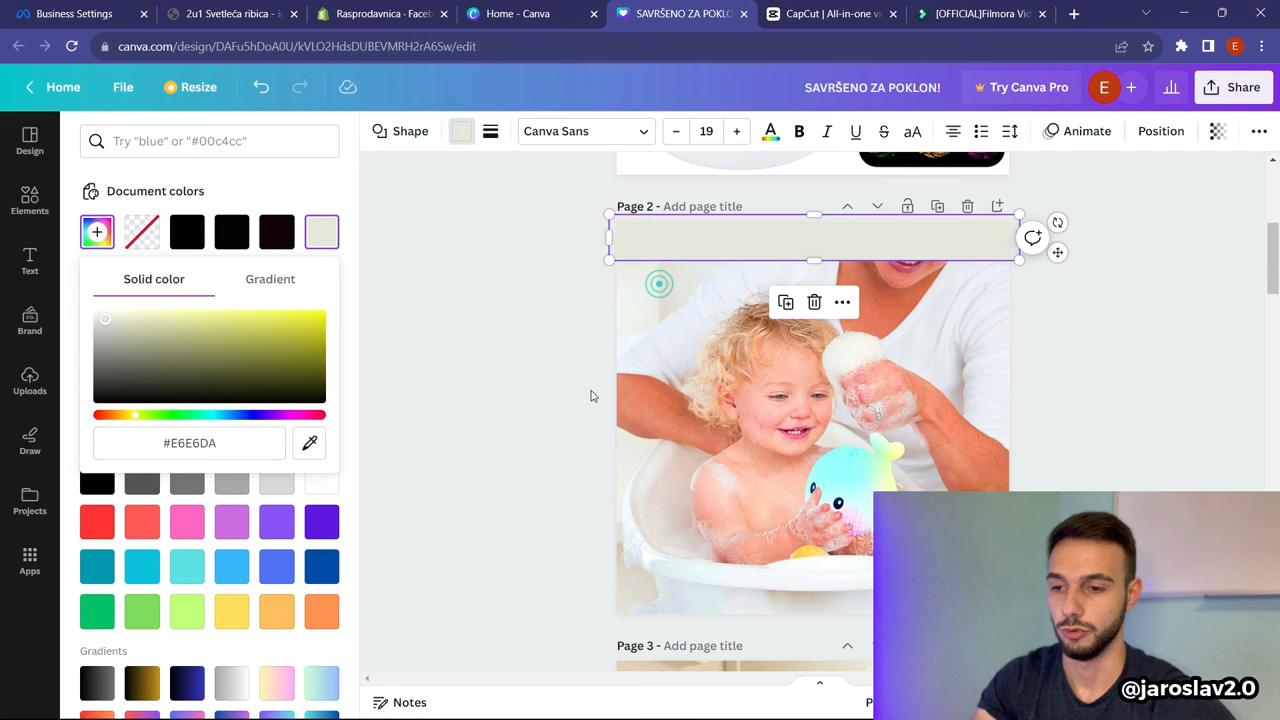 Business Settings
2u1 Svetleća ribica - i
Rasprodavnica · Faceb
Home - Canva
SAVRŠENO ZA POKLO
CapCut | All-in-one v
[OFFICIAL]Filmora Vid
canva.com/design/DAFu5hDoA0U/kVLO2HdsDUBEVMRH2rA6Sw/edit
Home
File
Resize
SAVRŠENO ZA POKLON!
E
Try Canva Pro
Share
Design
Elements
Text
Brand
Uploads
Draw
Projects
Apps
Try "blue" or "#00c4cc"
Document colors
Solid color
Gradient
#E6E6DA
Gradients
Shape
Canva Sans
19
B
I
U
S
aA
Animate
Position
Page 2 - Add page title
Page 3 - Add page title
Notes
P
@jaroslav2.0